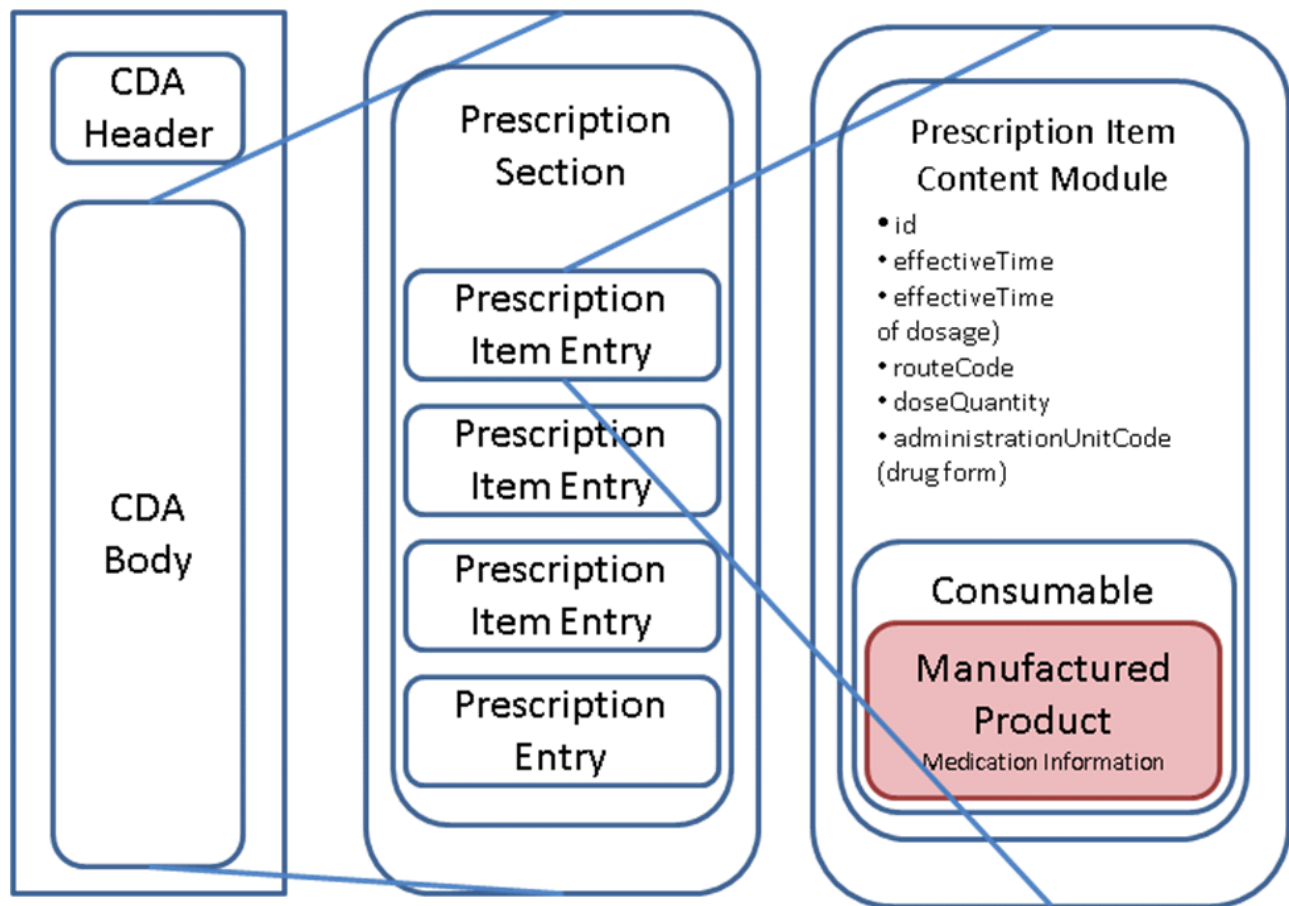 CDA
Header
CDA
Body
Prescription
Section
Prescription
Item Entry
Prescription
Item Entry
Prescription
Item Entry
Prescription
Entry
Prescription Item
Content Module
• id
• effectiveTime
• effectiveTime
of dosage)
• routeCode
• doseQuantity
• administrationUnitCode
(drug form)
Consumable
Manufactured
Product
Medication Information